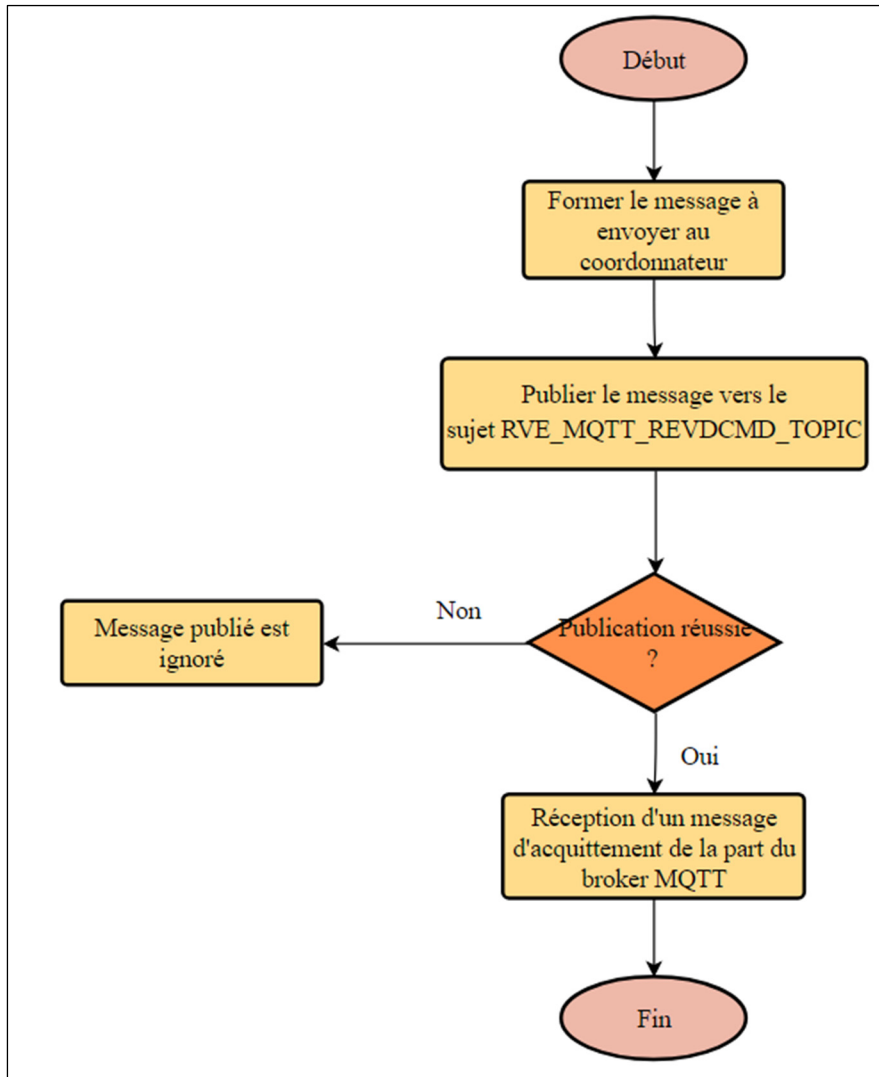 Début
Former le message à
envoyer au
coordonnateur
Publier le message vers le
sujet RVE_MQTT_REVDCMD_TOPIC
Publication réussie
?
Non
Message publié est
ignoré
Oui
Réception d'un message
d'acquittement de la part du
broker MQTT
Fin